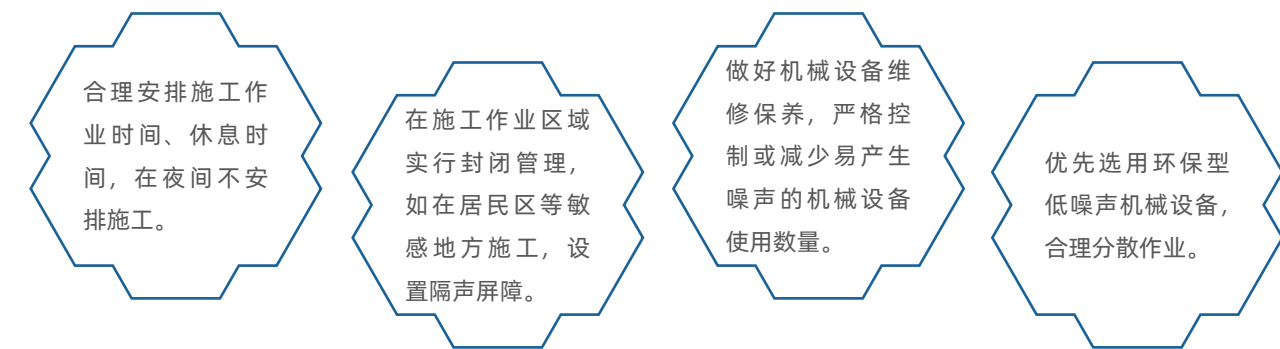 合理安排施工作
业时间、休息时
间，在夜间不安
排施工。
在施工作业区域
实行封闭管理，
如在居民区等敏
感地方施工，设
置隔声屏障。
做好机械设备维
修保养，严格控
制或减少易产生
噪声的机械设备
使用数量。
优先选用环保型
低噪声机械设备，
合理分散作业。